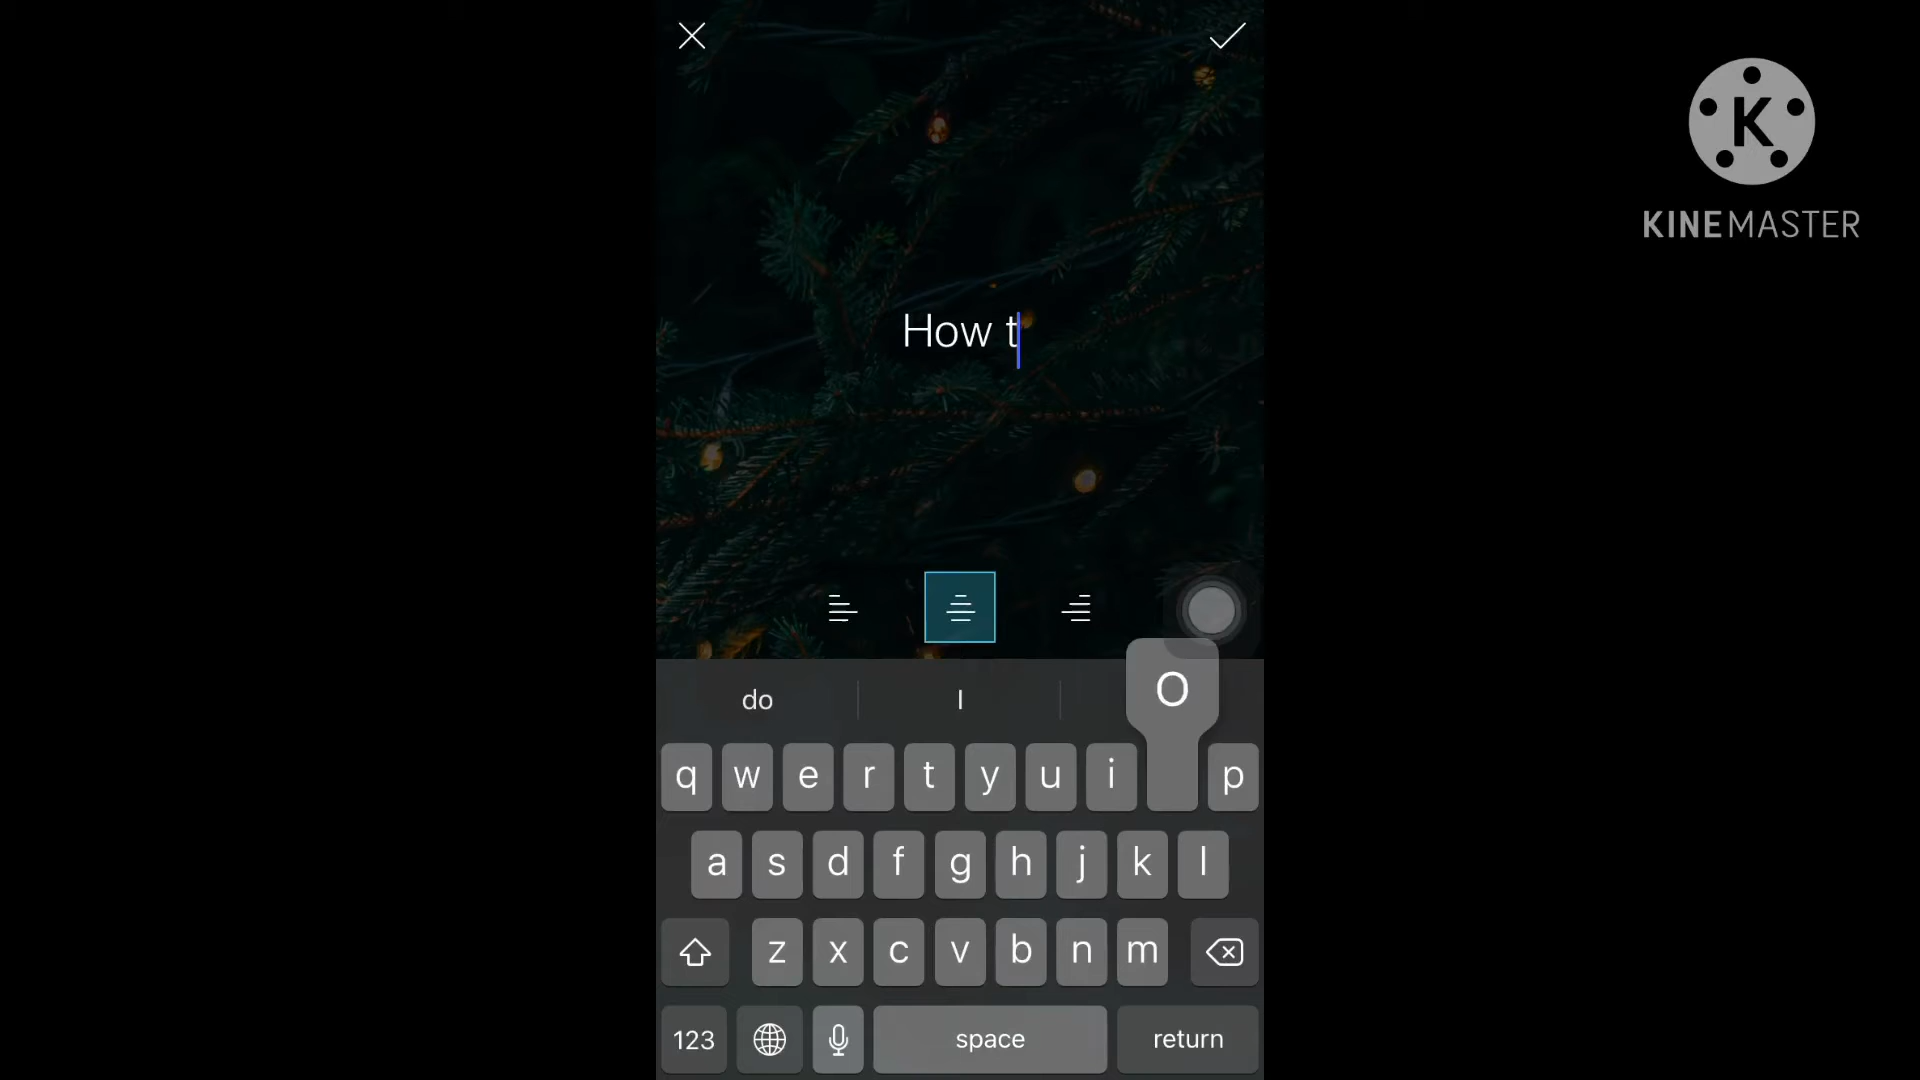 K
KINEMASTER
How t
do
I
O
q w e r t y u i p
a s d f g h j k l
z x c v b n m
123
space
return